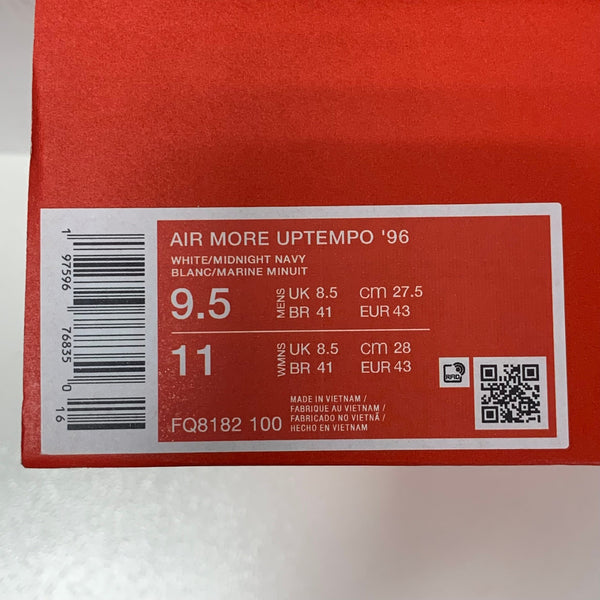 AIR MORE UPTEMPO '96
WHITE/MIDNIGHT NAVY
BLANC/MARINE MINUIT
9.5 MENS UK 8.5 CM 27.5
BR 41 EUR 43
11 WMNS UK 8.5 CM 28
BR 41 EUR 43
FQ8182 100
MADE IN VIETNAM /
FABRIQUE AU VIETNAM /
FABRICADO NO VIETNÃ /
HECHO EN VIETNAM
RFID
1 97596 76835 0 16